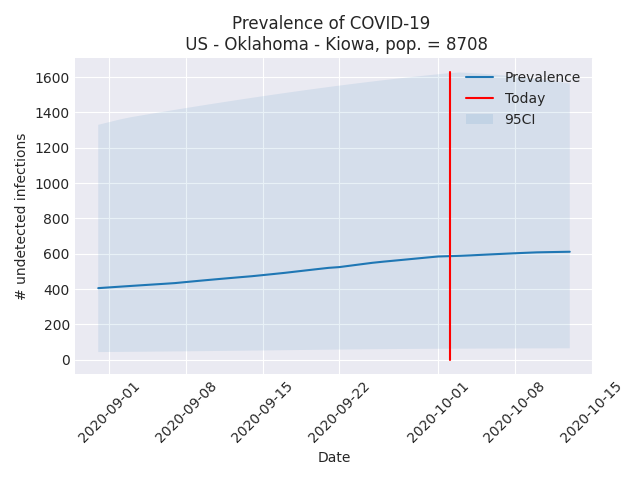 Prevalence of COVID-19
US - Oklahoma - Kiowa, pop. = 8708
1600
1400
1200
1000
800
600
400
200
0
# undetected infections
Prevalence
Today
95CI
2020-09-01
2020-09-08
2020-09-15
2020-09-22
2020-10-01
2020-10-08
2020-10-15
Date